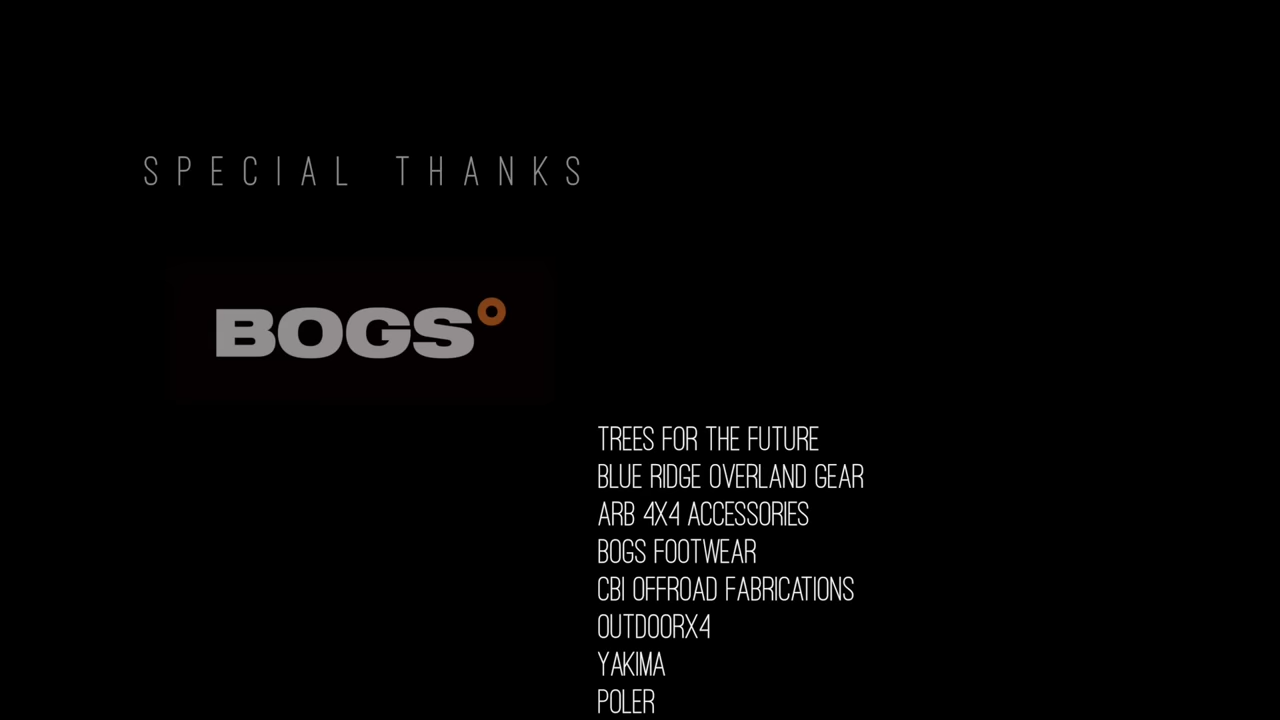 SPECIAL THANKS
BOGS
TREES FOR THE FUTURE
BLUE RIDGE OVERLAND GEAR
ARB 4X4 ACCESSORIES
BOGS FOOTWEAR
CBI OFFROAD FABRICATIONS
OUTDOORX4
YAKIMA
POLER